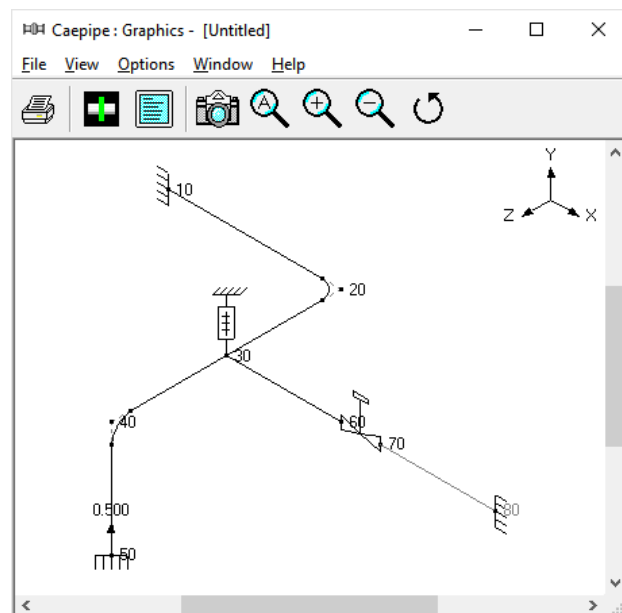 Caepipe : Graphics - [Untitled]
File View Options Window Help
A
Y
Z X
10
20
30
40
60
70
0.500
80
50